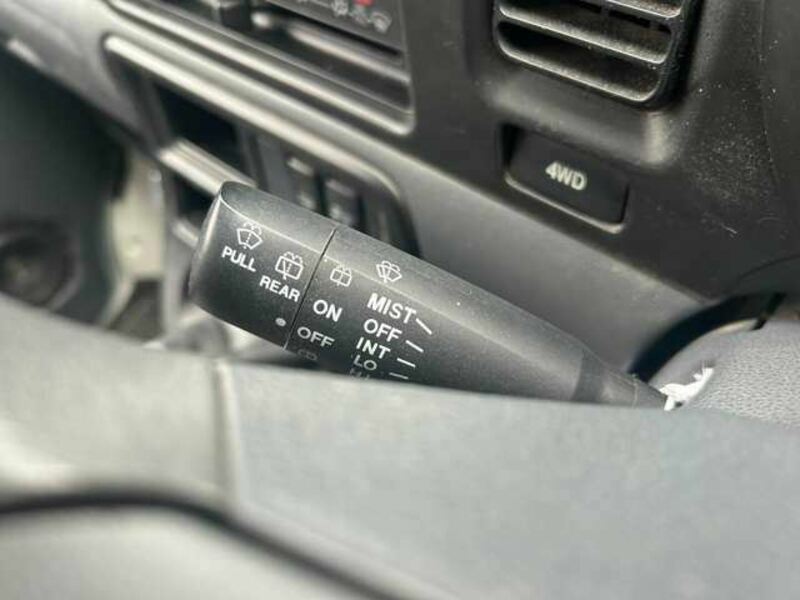 4WD
PULL
REAR
ON
OFF
MIST
OFF
INT
LO